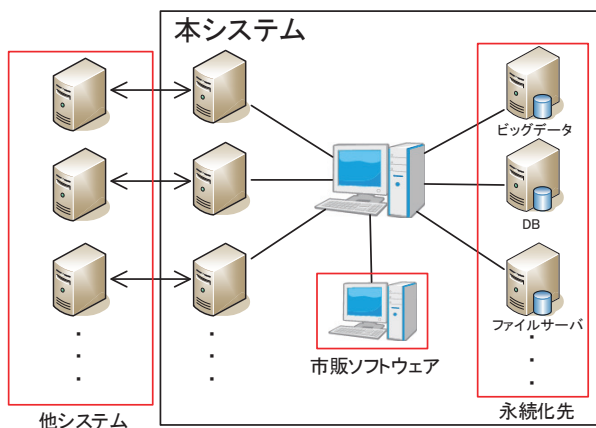 本システム
ビッグデータ
DB
ファイルサーバ
市販ソフトウェア
永続化先
他システム